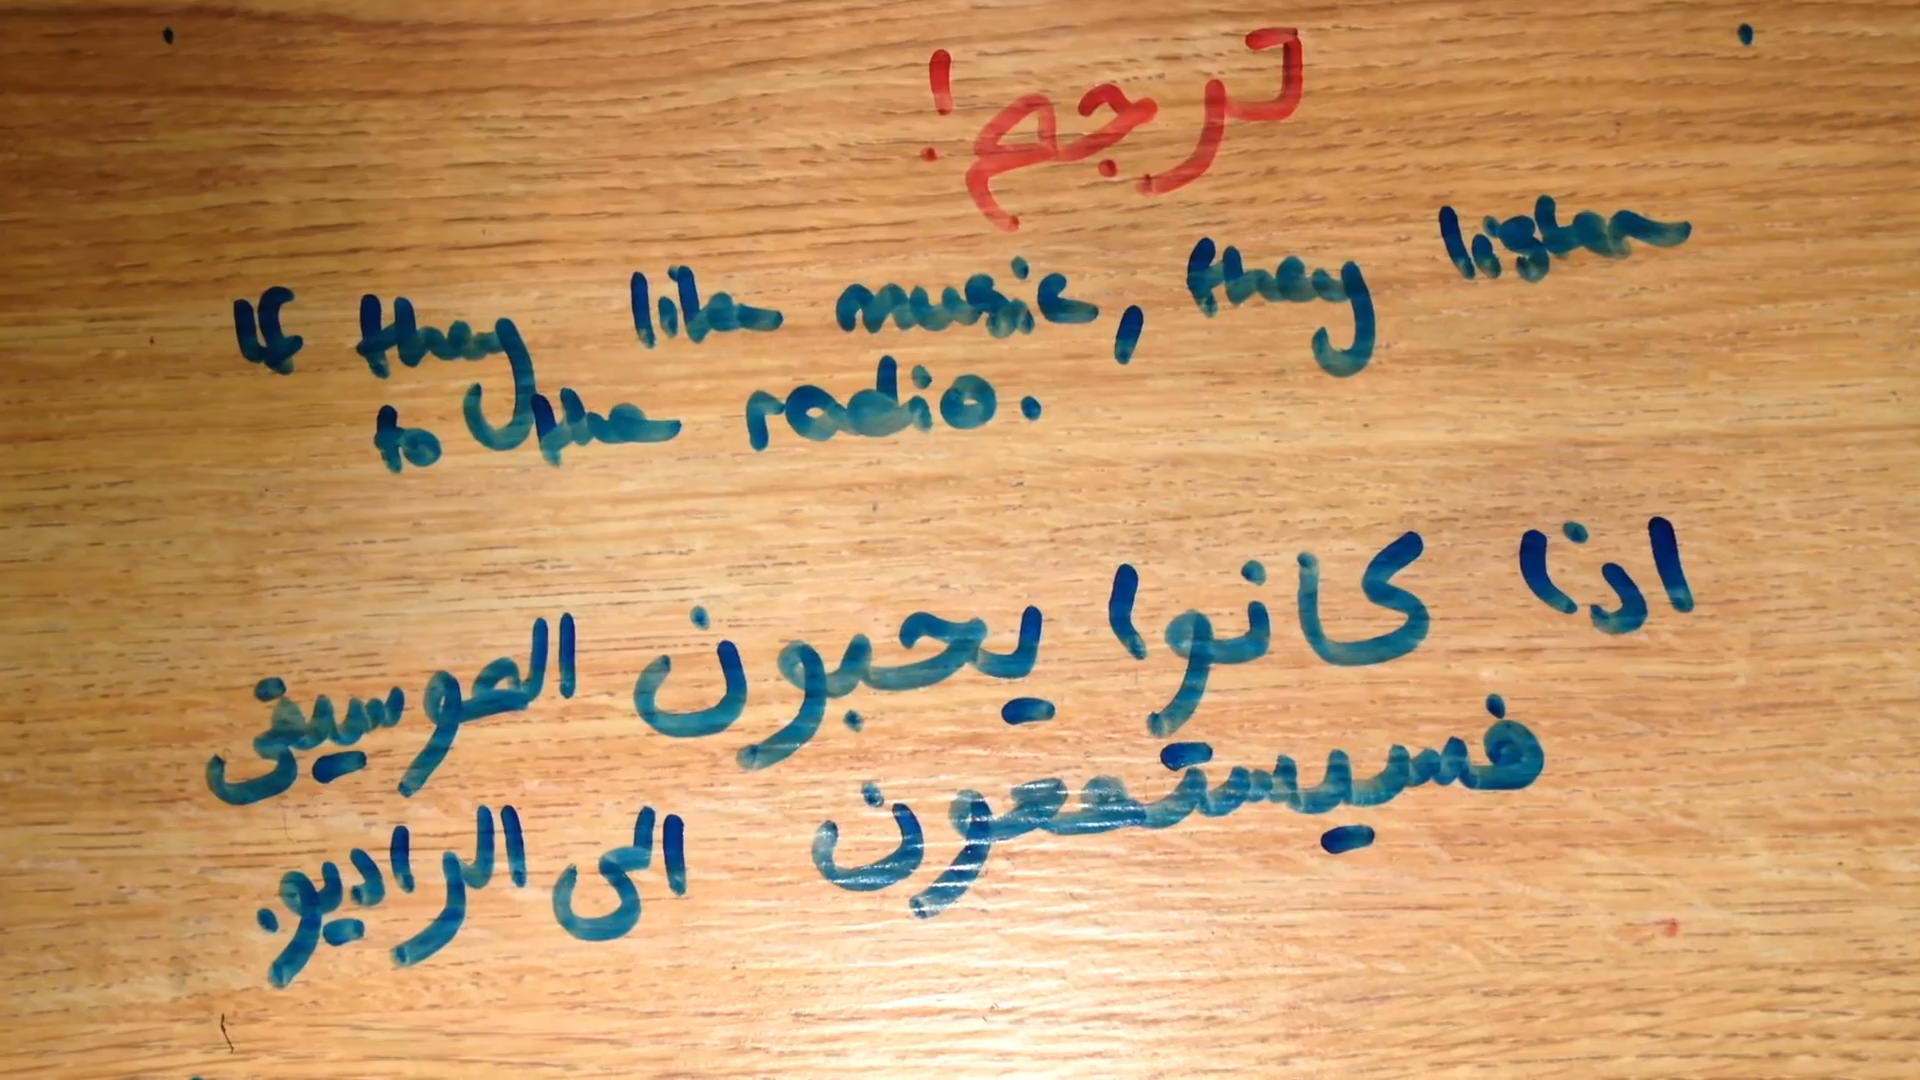 ترجم!
If they like music, they listen
to the radio.
اذا كانوا يحبون الموسيقى
فسيستمعون الى الراديو.